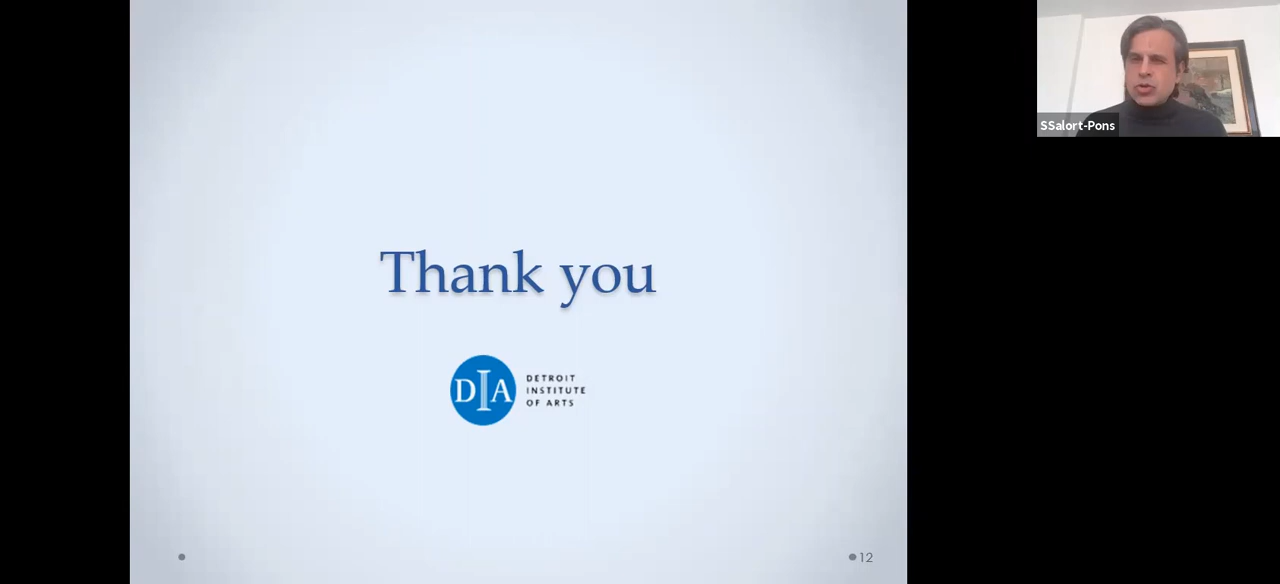 SSalort-Pons
Thank you
DIA
DETROIT
INSTITUTE
OF ARTS
12